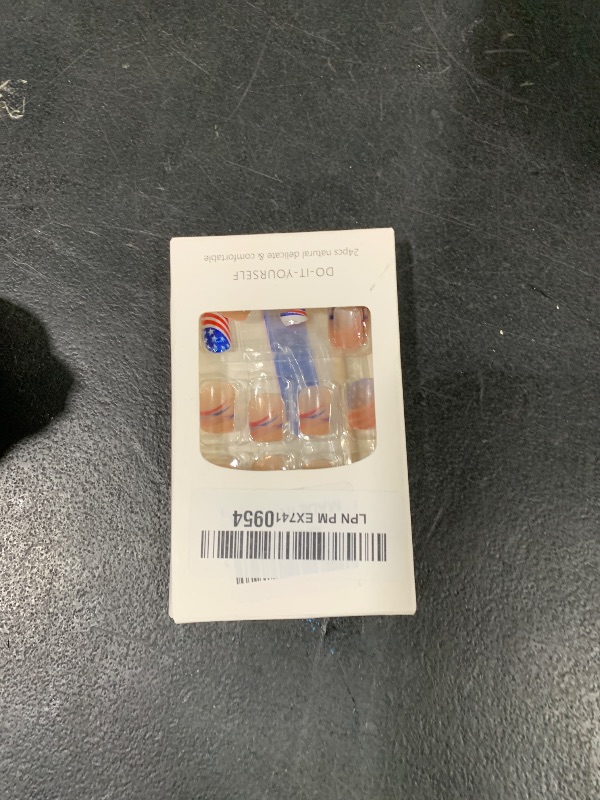 LPN PM EX7410954
DO-IT-YOURSELF
24pcs natural delicate & comfortable